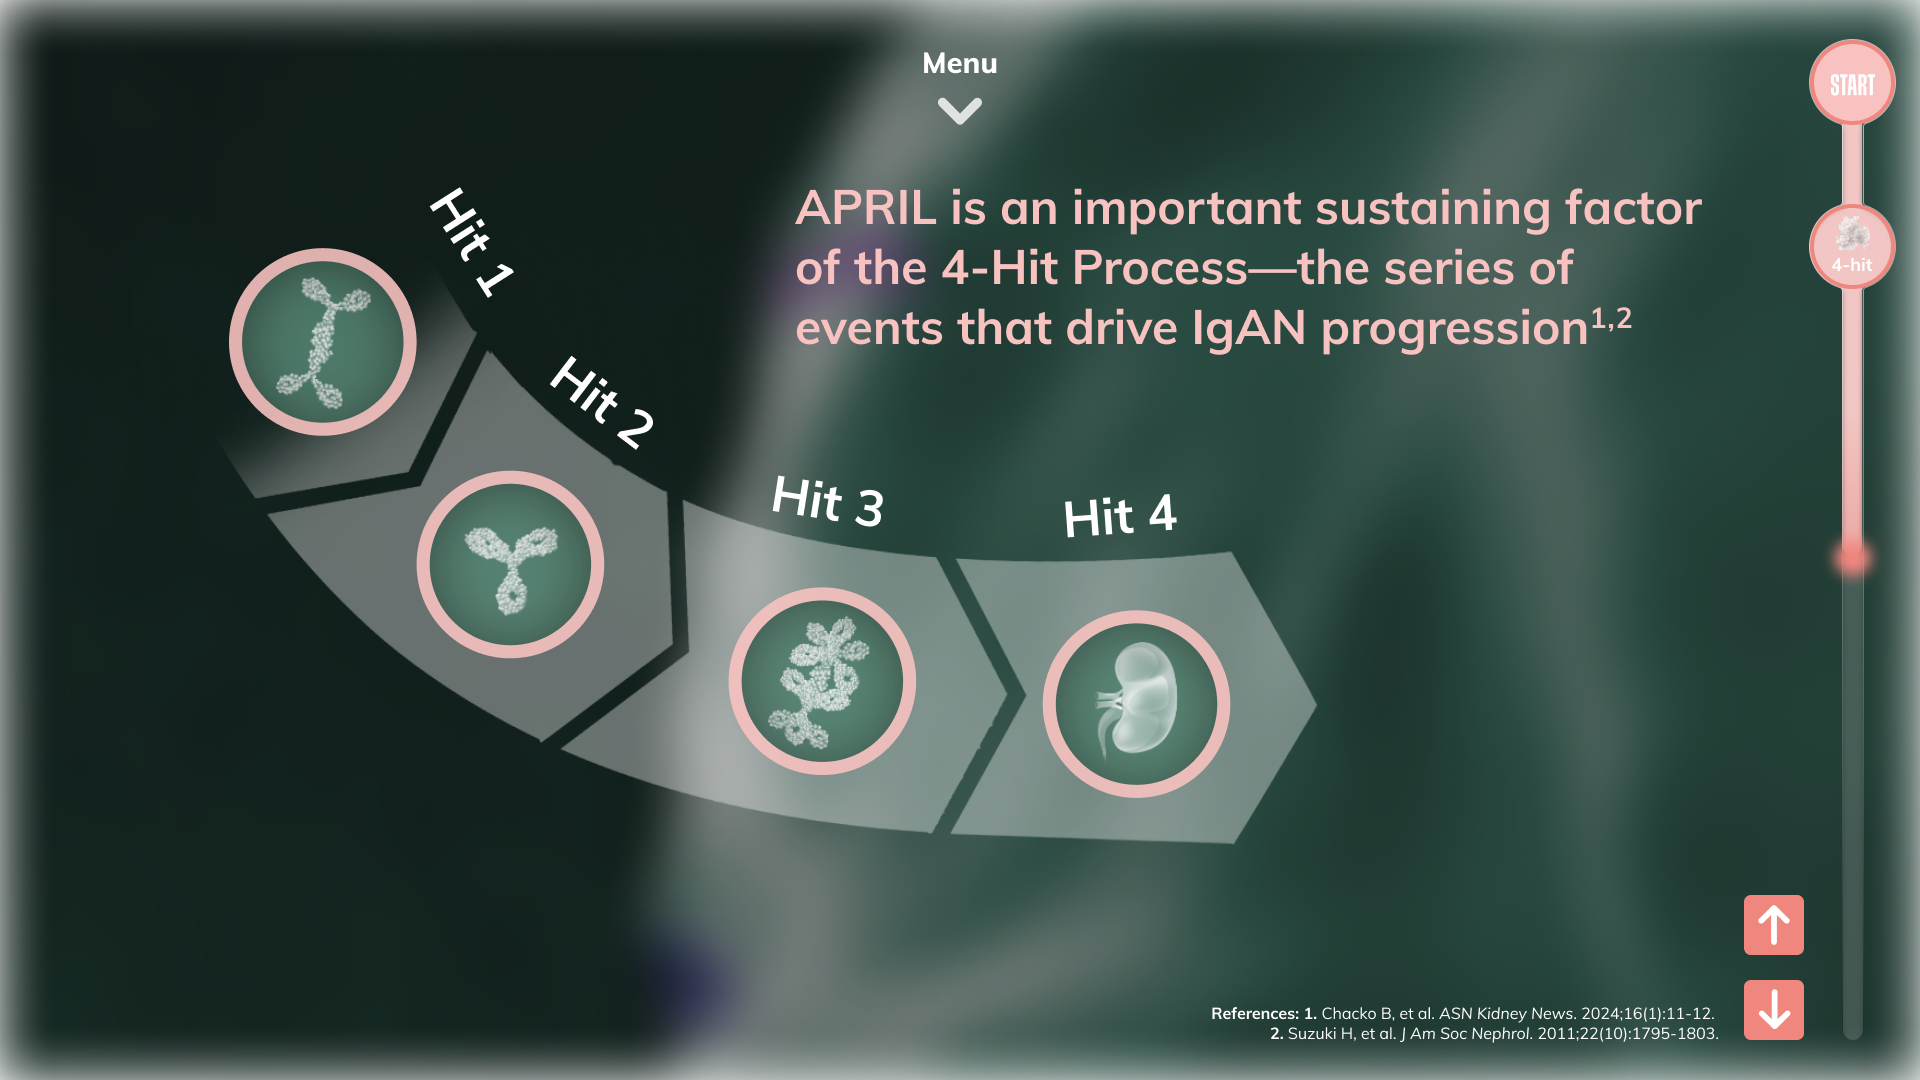 Menu
START
4-hit
APRIL is an important sustaining factor
of the 4-Hit Process—the series of
events that drive IgAN progression1,2
Hit 1
Hit 2
Hit 3
Hit 4
References: 1. Chacko B, et al. ASN Kidney News. 2024;16(1):11-12.
2. Suzuki H, et al. J Am Soc Nephrol. 2011;22(10):1795-1803.